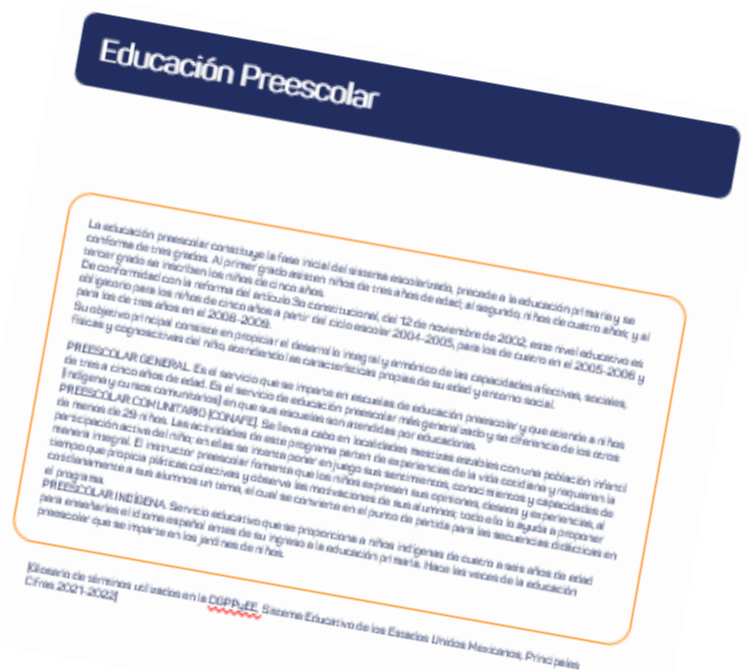 Educación Preescolar
La educación preescolar constituye la fase inicial del sistema escolarizado, precede a la educación primaria y se
conforma de tres grados. Al primer grado asisten niños de tres años de edad; al segundo, niños de cuatro años; y al
tercer grado se inscriben los niños de cinco años.
De conformidad con la reforma del artículo 3o constitucional, del 12 de noviembre de 2002, este nivel educativo es
obligatorio para los niños de cinco años a partir del ciclo escolar 2004-2005, para los de cuatro en el 2005-2006 y
para los de tres años en el 2008-2009.
Su objetivo principal consiste en propiciar el desarrollo integral y armónico de las capacidades afectivas, sociales,
físicas y cognoscitivas del niño, atendiendo las características propias de su edad y entorno social.
PREESCOLAR GENERAL. Es el servicio que se imparte en escuelas de educación preescolar y que atiende a niños
de tres a cinco años de edad. Es el servicio de educación preescolar más generalizado y se diferencia de los otros
(indígena y cursos comunitarios) en que sus escuelas son atendidas por educadoras.
PREESCOLAR COMUNITARIO (CONAFE). Se lleva a cabo en localidades mestizas estables con una población infantil
de menos de 29 niños. Las actividades de este programa parten de experiencias de la vida cotidiana y requieren la
participación activa del niño; en ellas se intenta poner en juego sus sentimientos, conocimientos y capacidades de
manera integral. El instructor preescolar fomenta que los niños expresen sus opiniones, deseos y experiencias, al
tiempo que propicia pláticas colectivas y observa las motivaciones de sus alumnos; todo ello lo ayuda a proponer
cotidianamente a sus alumnos un tema, el cual se convierte en el punto de partida para las secuencias didácticas en
el programa.
PREESCOLAR INDÍGENA. Servicio educativo que se proporciona a niños indígenas de cuatro a seis años de edad
para enseñarles el idioma español antes de su ingreso a la educación primaria. Hace las veces de la educación
preescolar que se imparte en los jardines de niños.
(Glosario de términos utilizados en la DGPPyEE, Sistema Educativo de los Estados Unidos Mexicanos, Principales
Cifras 2021-2022)